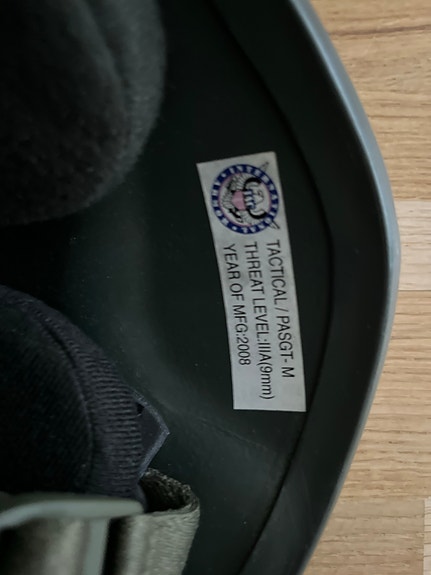 TACTICAL / PASGT- M
THREAT LEVEL:IIIA(9mm)
YEAR OF MFG:2008